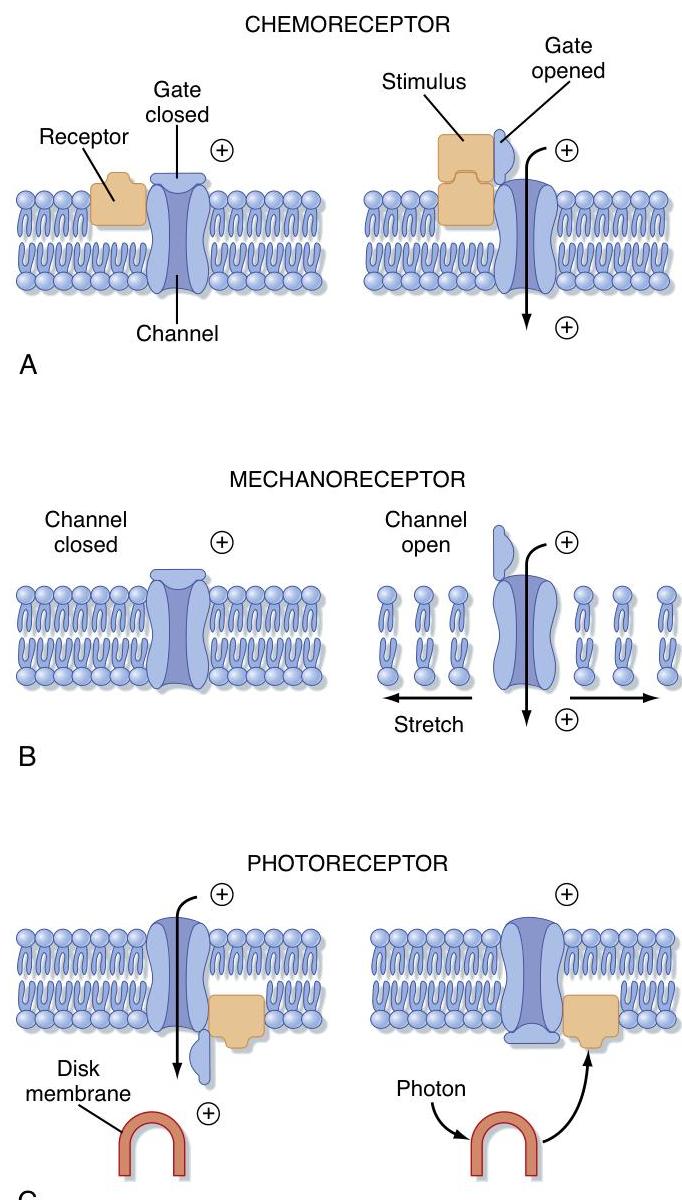 CHEMORECEPTOR
Gate
closed
Receptor
+
Channel
Stimulus
Gate
opened
+
+
A
MECHANORECEPTOR
Channel
closed
+
Channel
open
+
Stretch
+
B
PHOTORECEPTOR
+
Disk
membrane
+
+
Photon
C